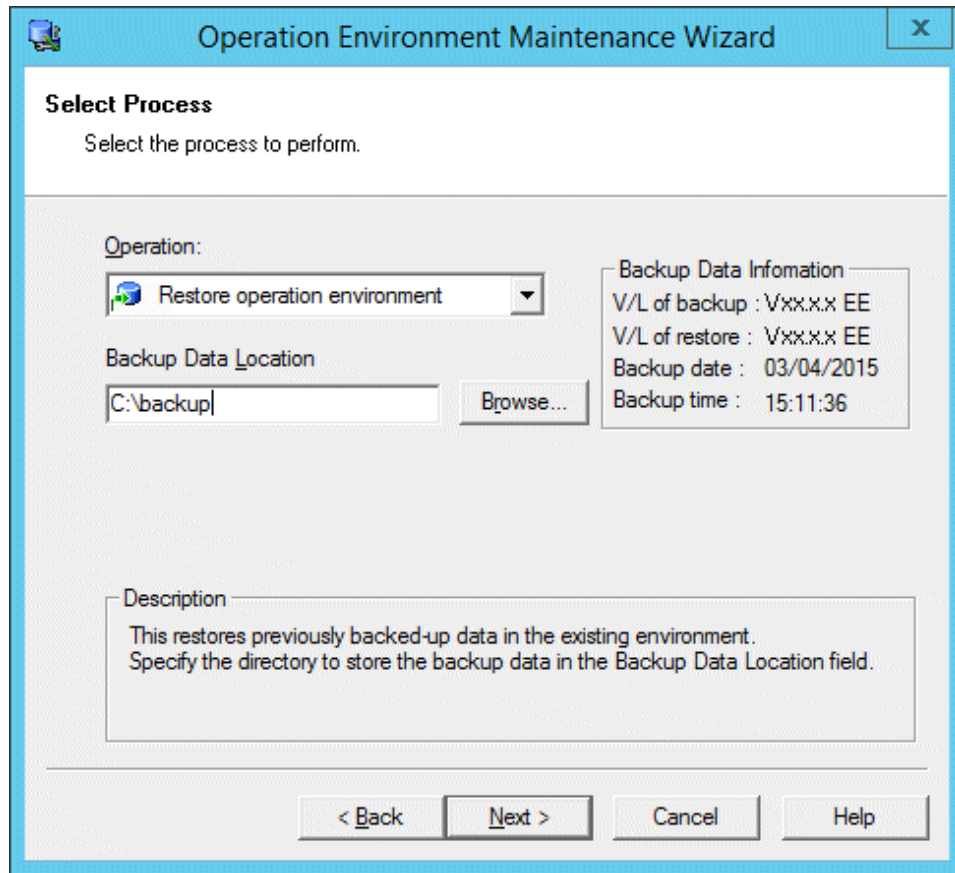 Operation Environment Maintenance Wizard
x
Select Process
Select the process to perform.
Operation:
Restore operation environment
Backup Data Location
C:\backup
Browse...
Backup Data Infomation
V/L of backup : Vxx.x.x EE
V/L of restore : Vxx.x.x EE
Backup date : 03/04/2015
Backup time : 15:11:36
Description
This restores previously backed-up data in the existing environment.
Specify the directory to store the backup data in the Backup Data Location field.
< Back
Next >
Cancel
Help